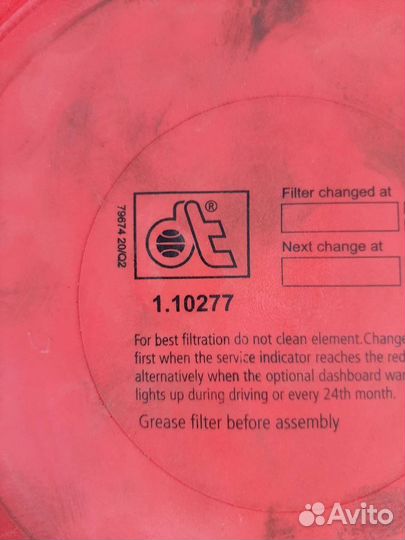 Filter changed at
dt®
79674 20/Q2
Next change at
1.10277
For best filtration do not clean element.Change
first when the service indicator reaches the red
alternatively when the optional dashboard war
lights up during driving or every 24th month.
Grease filter before assembly
Avito